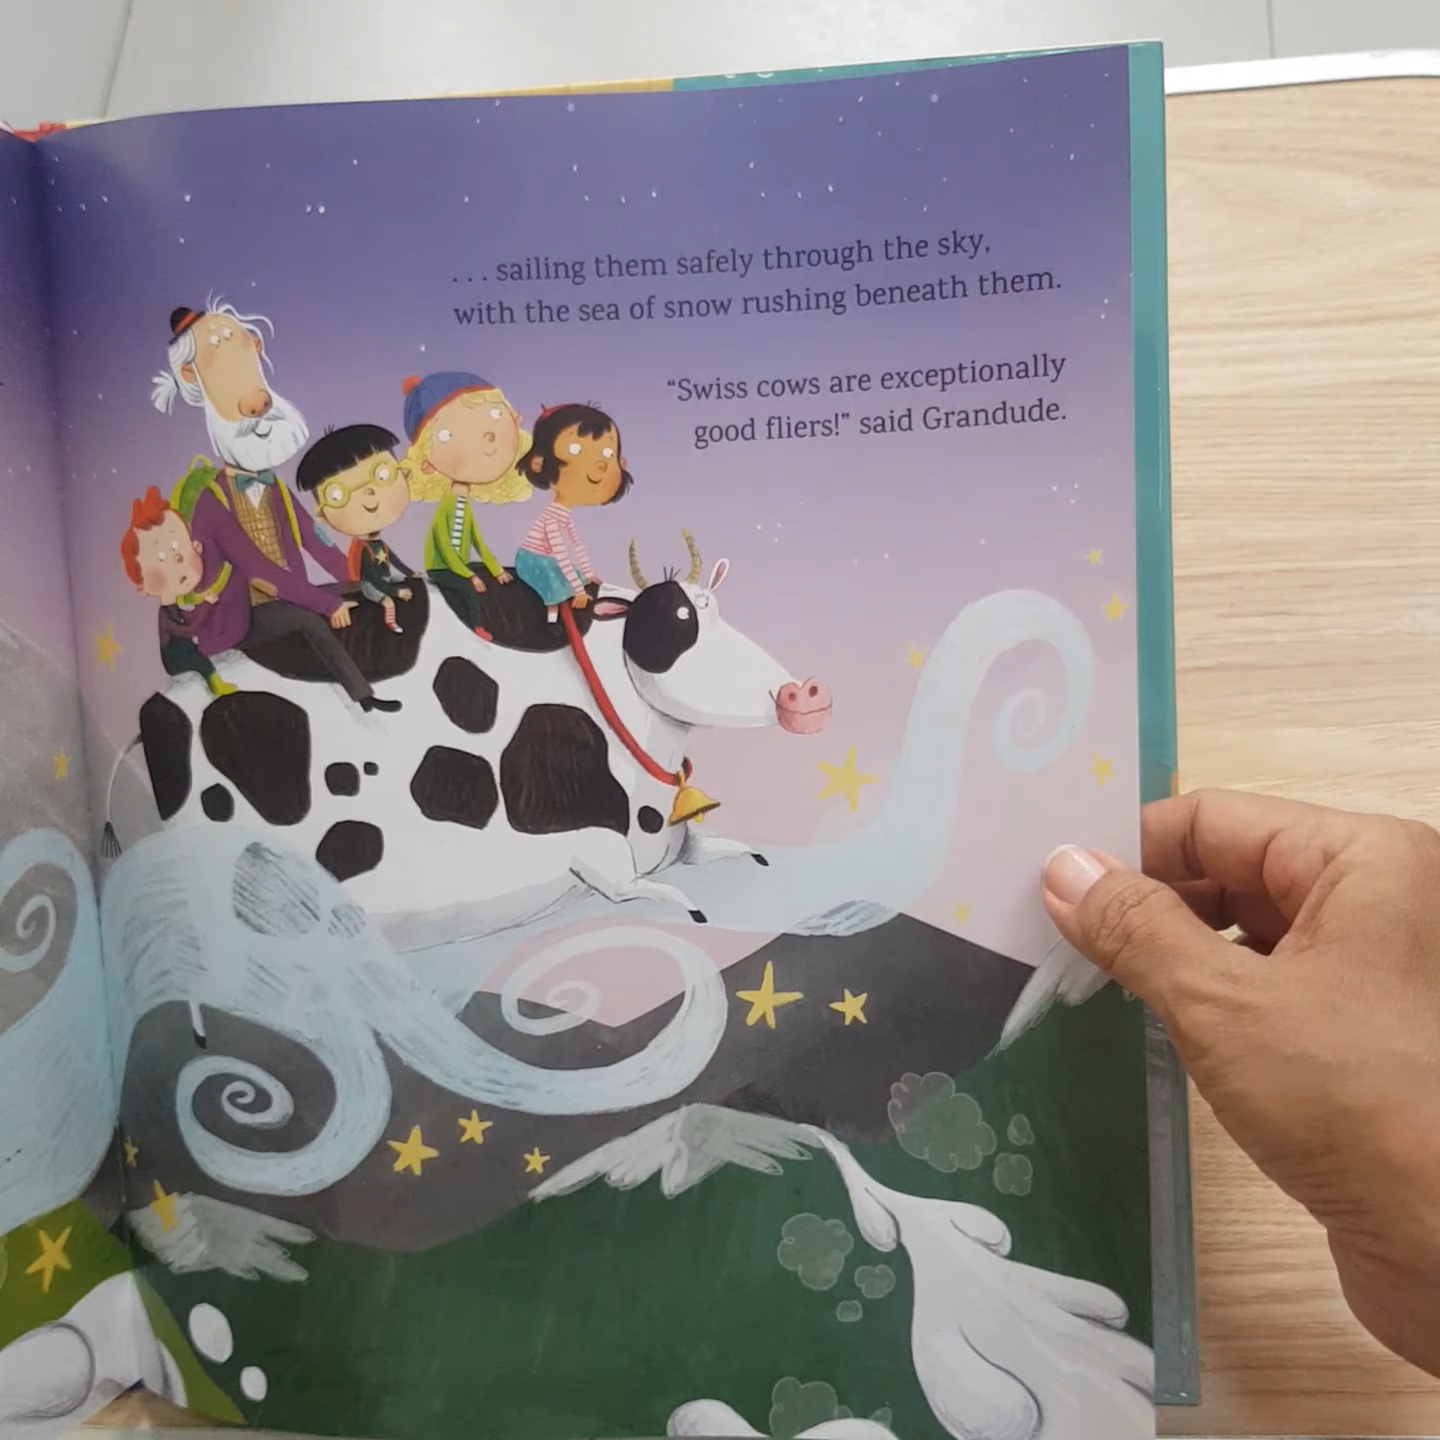 . . . sailing them safely through the sky,
with the sea of snow rushing beneath them.
“Swiss cows are exceptionally
good fliers!” said Grandude.